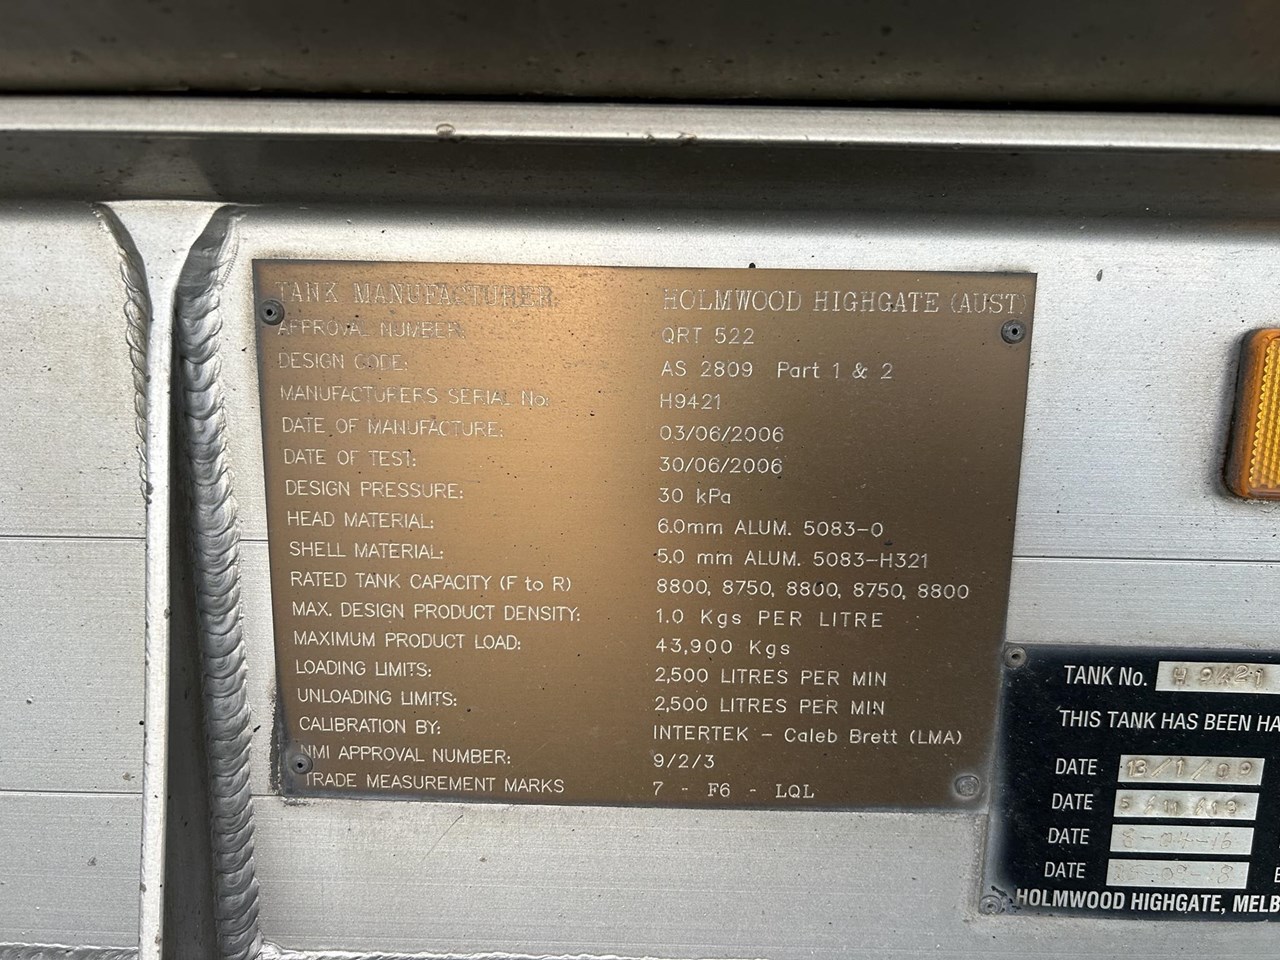 TANK MANUFACTURER HOLMWOOD HIGHGATE (AUST)
APPROVAL NUMBER: QRT 522
DESIGN CODE: AS 2809 Part 1 & 2
MANUFACTURERS SERIAL No: H9421
DATE OF MANUFACTURE: 03/06/2006
DATE OF TEST: 30/06/2006
DESIGN PRESSURE: 30 kPa
HEAD MATERIAL: 6.0mm ALUM. 5083-0
SHELL MATERIAL: 5.0 mm ALUM. 5083-H321
RATED TANK CAPACITY (F to R) 8800, 8750, 8800, 8750, 8800
MAX. DESIGN PRODUCT DENSITY: 1.0 Kgs PER LITRE
MAXIMUM PRODUCT LOAD: 43,900 Kgs
LOADING LIMITS: 2,500 LITRES PER MIN
UNLOADING LIMITS: 2,500 LITRES PER MIN
CALIBRATION BY: INTERTEK - Caleb Brett (LMA)
NMI APPROVAL NUMBER: 9/2/3
TRADE MEASUREMENT MARKS 7 - F6 - LQL
TANK No. H 9421
THIS TANK HAS BEEN HA
DATE 13/1/09
DATE
DATE
DATE
HOLMWOOD HIGHGATE, MELB